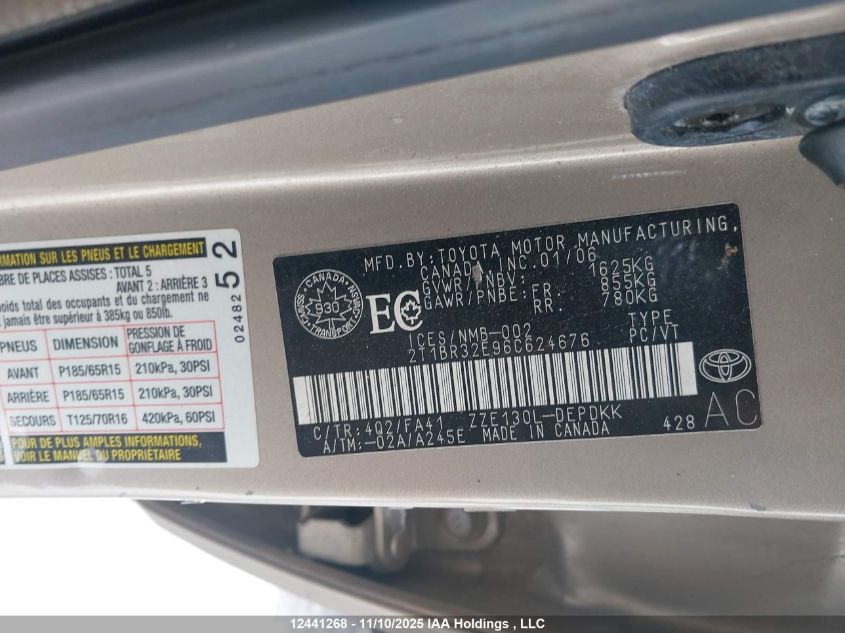 MATION SUR LES PNEUS ET LE CHARGEMENT
BRE DE PLACES ASSISES : TOTAL 5
AVANT 2 : ARRIÈRE 3
poids total des occupants et du chargement ne
jamais être supérieur à 385kg ou 850lb.
PNEUS DIMENSION PRESSION DE GONFLAGE À FROID
AVANT P185/65R15 210kPa, 30PSI
ARRIÈRE P185/65R15 210kPa, 30PSI
SECOURS T125/70R16 420kPa, 60PSI
POUR DE PLUS AMPLES INFORMATIONS,
VOIR LE MANUEL DU PROPRIÉTAIRE
02482 52
MFD.BY:TOYOTA MOTOR MANUFACTURING,
CANADA INC.01/06
GVWR/PNBV: 1625KG
GAWR/PNBE: FR. 855KG
RR. 780KG
CANADA
930
TRANSPORT
EC
ICES/NMB-002 TYPE
2T1BR32E96C624676 PC/VT
C/TR:4Q2/FA41 ZZE130L-DEPDKK
A/TM:-02A/A245E MADE IN CANADA 428
AC
12441268 - 11/10/2025 IAA Holdings , LLC